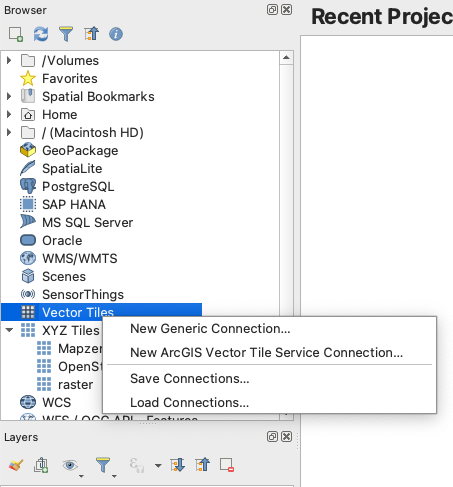 Browser
Recent Projec
/Volumes
Favorites
Spatial Bookmarks
Home
/ (Macintosh HD)
GeoPackage
SpatiaLite
PostgreSQL
SAP HANA
MS SQL Server
Oracle
WMS/WMTS
Scenes
SensorThings
Vector Tiles
XYZ Tiles
Mapzen
OpenSt
raster
WCS
WFS / OGC API - Features
New Generic Connection...
New ArcGIS Vector Tile Service Connection...
Save Connections...
Load Connections...
Layers